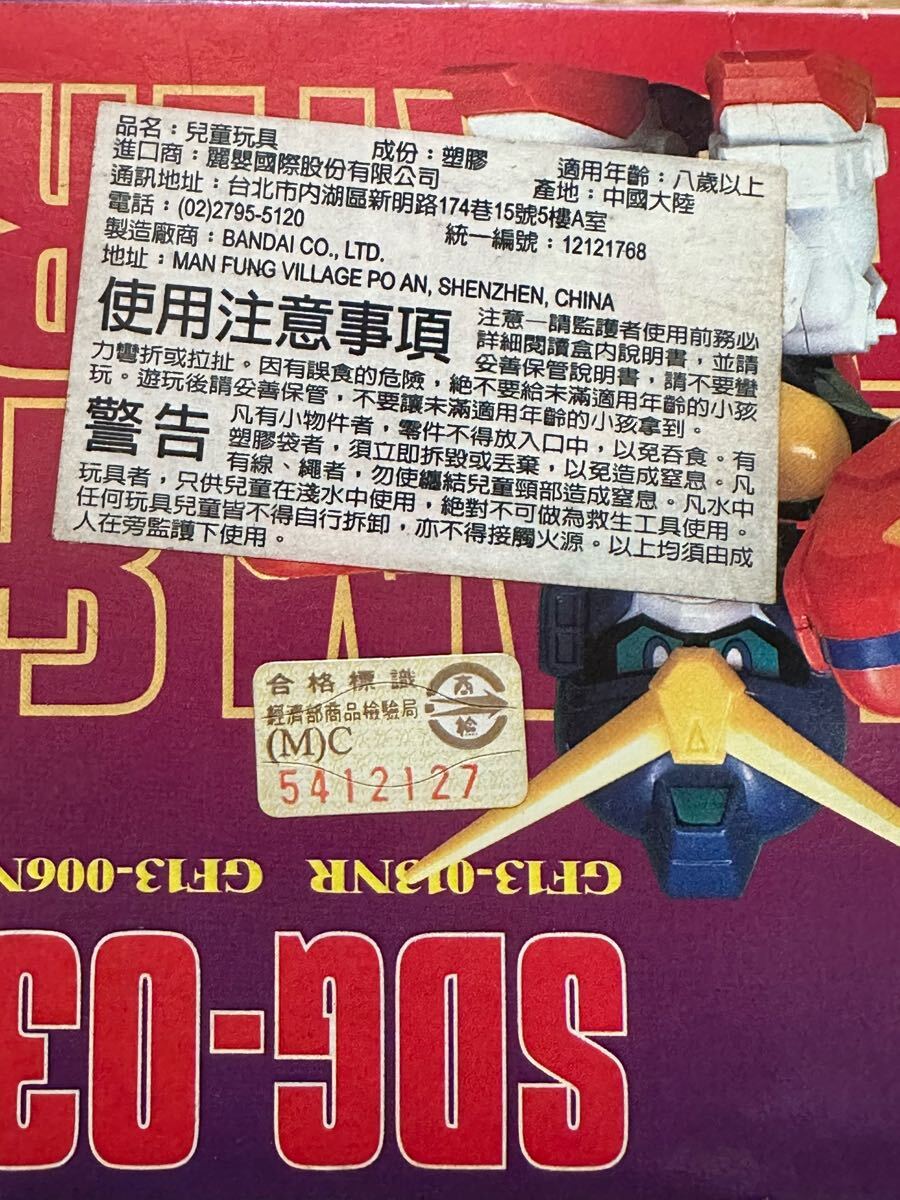 品名：兒童玩具 成份：塑膠 適用年齡：八歲以上
進口商：麗嬰國際股份有限公司 產地：中國大陸
通訊地址：台北市內湖區新明路174巷15號5樓A室
電話：(02)2795-5120 統一編號：12121768
製造廠商：BANDAI CO., LTD.
地址：MAN FUNG VILLAGE PO AN, SHENZHEN, CHINA
使用注意事項
注意一請監護者使用前務必
詳細閱讀盒內說明書，並請
妥善保管說明書，請不要蠻
力彎折或拉扯。因有誤食的危險，絕不要給未滿適用年齡的小孩
玩。遊玩後請妥善保管，不要讓未滿適用年齡的小孩拿到。
警告
凡有小物件者，零件不得放入口中，以免吞食。有
塑膠袋者，須立即拆毀或丟棄，以免造成窒息。凡
有線、繩者，勿使纏結兒童頸部造成窒息。凡水中
玩具者，只供兒童在淺水中使用，絕對不可做為救生工具使用。
任何玩具兒童皆不得自行拆卸，亦不得接觸火源。以上均須由成
人在旁監護下使用。
合格標識
經濟部商品檢驗局
商檢
(M)C
5412127
GF13-013NR GF13-006N
SDG-03